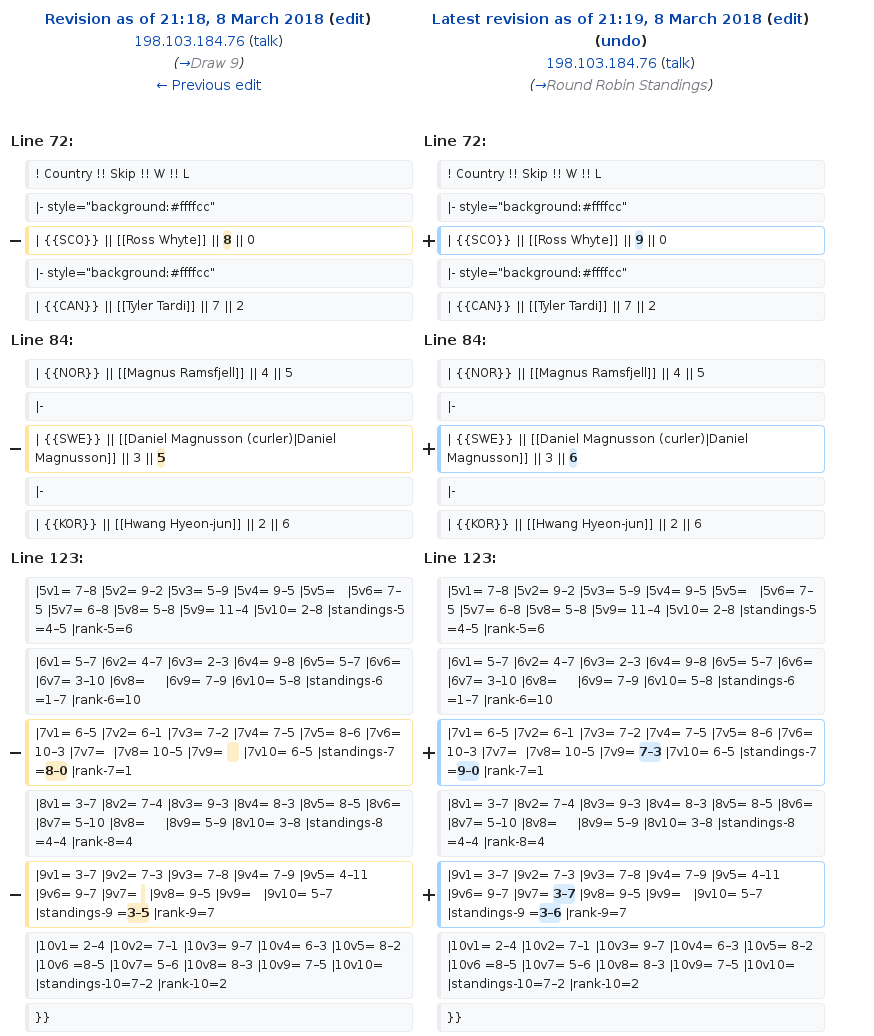 Revision as of 21:18, 8 March 2018 (edit)
198.103.184.76 (talk)
(→Draw 9)
← Previous edit
Latest revision as of 21:19, 8 March 2018 (edit)
(undo)
198.103.184.76 (talk)
(→Round Robin Standings)
Line 72:
Line 72:
! Country !! Skip !! W !! L
! Country !! Skip !! W !! L
|- style="background:#ffffcc"
|- style="background:#ffffcc"
− | {{SCO}} || [[Ross Whyte]] || 8 || 0
+ | {{SCO}} || [[Ross Whyte]] || 9 || 0
|- style="background:#ffffcc"
|- style="background:#ffffcc"
| {{CAN}} || [[Tyler Tardi]] || 7 || 2
| {{CAN}} || [[Tyler Tardi]] || 7 || 2
Line 84:
Line 84:
| {{NOR}} || [[Magnus Ramsfjell]] || 4 || 5
| {{NOR}} || [[Magnus Ramsfjell]] || 4 || 5
|-
|-
− | {{SWE}} || [[Daniel Magnusson (curler)|Daniel
Magnusson]] || 3 || 5
+ | {{SWE}} || [[Daniel Magnusson (curler)|Daniel
Magnusson]] || 3 || 6
|-
|-
| {{KOR}} || [[Hwang Hyeon-jun]] || 2 || 6
| {{KOR}} || [[Hwang Hyeon-jun]] || 2 || 6
Line 123:
Line 123:
|5v1= 7–8 |5v2= 9–2 |5v3= 5–9 |5v4= 9–5 |5v5= |5v6= 7–
5 |5v7= 6–8 |5v8= 5–8 |5v9= 11–4 |5v10= 2–8 |standings-5
=4–5 |rank-5=6
|5v1= 7–8 |5v2= 9–2 |5v3= 5–9 |5v4= 9–5 |5v5= |5v6= 7–
5 |5v7= 6–8 |5v8= 5–8 |5v9= 11–4 |5v10= 2–8 |standings-5
=4–5 |rank-5=6
|6v1= 5–7 |6v2= 4–7 |6v3= 2–3 |6v4= 9–8 |6v5= 5–7 |6v6=
|6v7= 3–10 |6v8= |6v9= 7–9 |6v10= 5–8 |standings-6
=1–7 |rank-6=10
|6v1= 5–7 |6v2= 4–7 |6v3= 2–3 |6v4= 9–8 |6v5= 5–7 |6v6=
|6v7= 3–10 |6v8= |6v9= 7–9 |6v10= 5–8 |standings-6
=1–7 |rank-6=10
− |7v1= 6–5 |7v2= 6–1 |7v3= 7–2 |7v4= 7–5 |7v5= 8–6 |7v6=
10–3 |7v7= |7v8= 10–5 |7v9= |7v10= 6–5 |standings-7
=8–0 |rank-7=1
+ |7v1= 6–5 |7v2= 6–1 |7v3= 7–2 |7v4= 7–5 |7v5= 8–6 |7v6=
10–3 |7v7= |7v8= 10–5 |7v9= 7–3 |7v10= 6–5 |standings-7
=9–0 |rank-7=1
|8v1= 3–7 |8v2= 7–4 |8v3= 9–3 |8v4= 8–3 |8v5= 8–5 |8v6=
|8v7= 5–10 |8v8= |8v9= 5–9 |8v10= 3–8 |standings-8
=4–4 |rank-8=4
|8v1= 3–7 |8v2= 7–4 |8v3= 9–3 |8v4= 8–3 |8v5= 8–5 |8v6=
|8v7= 5–10 |8v8= |8v9= 5–9 |8v10= 3–8 |standings-8
=4–4 |rank-8=4
− |9v1= 3–7 |9v2= 7–3 |9v3= 7–8 |9v4= 7–9 |9v5= 4–11
|9v6= 9–7 |9v7= |9v8= 9–5 |9v9= |9v10= 5–7
|standings-9 =3–5 |rank-9=7
+ |9v1= 3–7 |9v2= 7–3 |9v3= 7–8 |9v4= 7–9 |9v5= 4–11
|9v6= 9–7 |9v7= 3–7 |9v8= 9–5 |9v9= |9v10= 5–7
|standings-9 =3–6 |rank-9=7
|10v1= 2–4 |10v2= 7–1 |10v3= 9–7 |10v4= 6–3 |10v5= 8–2
|10v6 =8–5 |10v7= 5–6 |10v8= 8–3 |10v9= 7–5 |10v10=
|standings-10=7–2 |rank-10=2
|10v1= 2–4 |10v2= 7–1 |10v3= 9–7 |10v4= 6–3 |10v5= 8–2
|10v6 =8–5 |10v7= 5–6 |10v8= 8–3 |10v9= 7–5 |10v10=
|standings-10=7–2 |rank-10=2
}}
}}